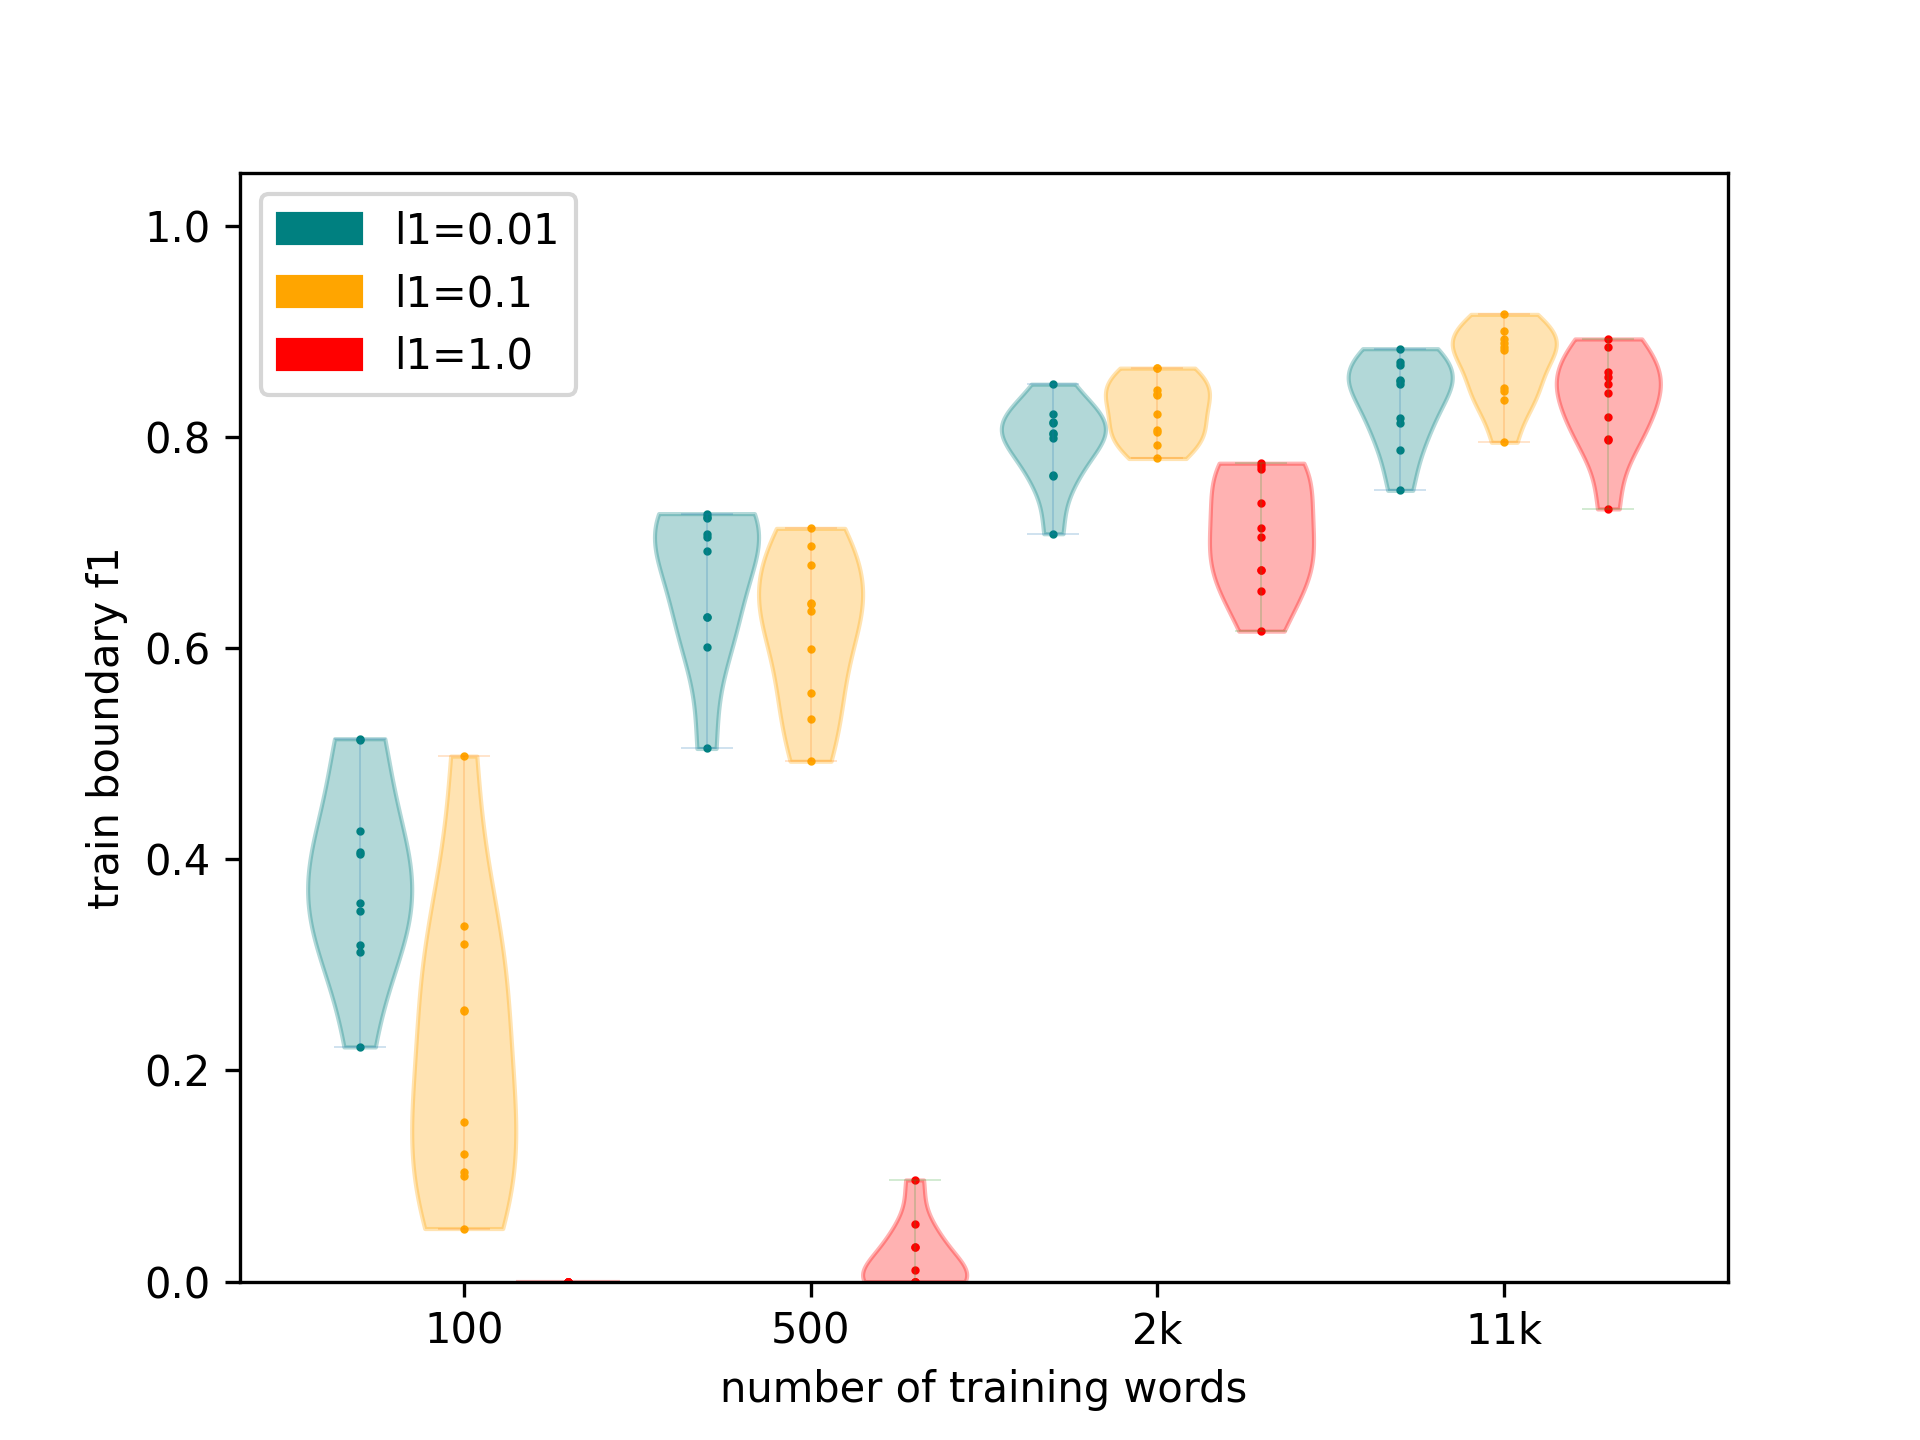 l1=0.01
l1=0.1
l1=1.0
1.0
0.8
0.6
0.4
0.2
0.0
train boundary f1
100 500 2k 11k
number of training words